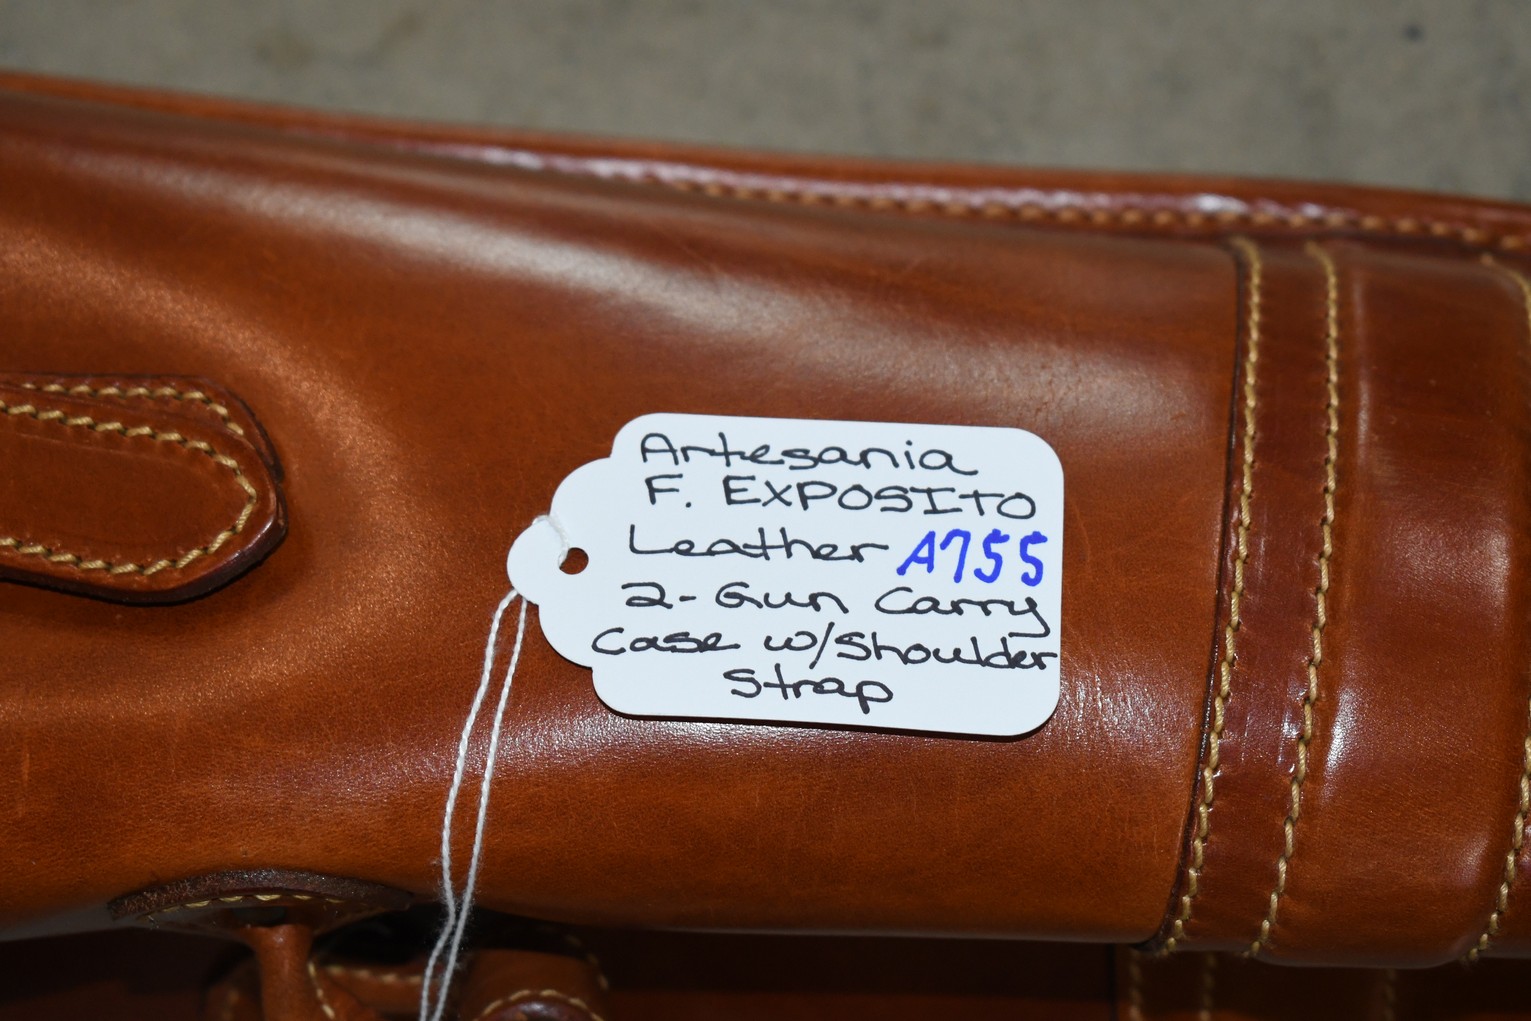 Artesania
F. EXPOSITO
Leather A755
2-Gun Carry
Case w/Shoulder
Strap